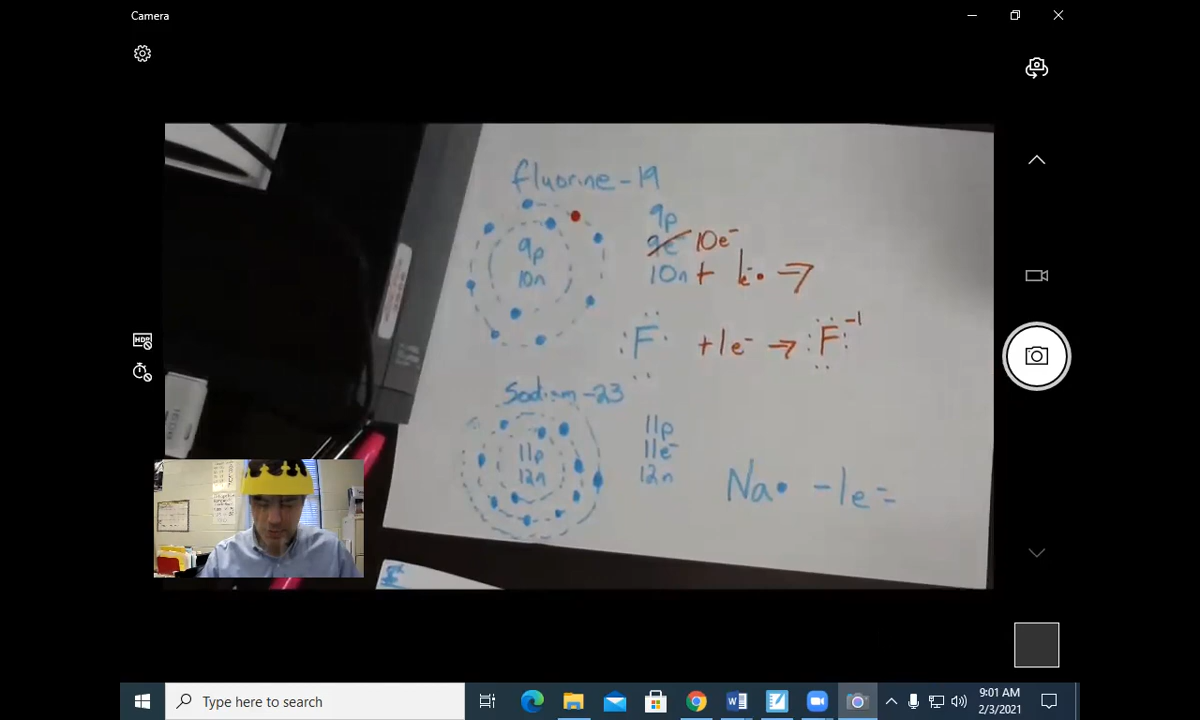 Camera
fluorine-19
9p
10n
9p
9e⁻ 10e⁻
10n + 1e⁻• →
:F: +1e⁻ → :F:⁻¹
Sodium-23
11p
12n
11p
11e⁻
12n
Na• -1e⁻
Type here to search
9:01 AM
2/3/2021